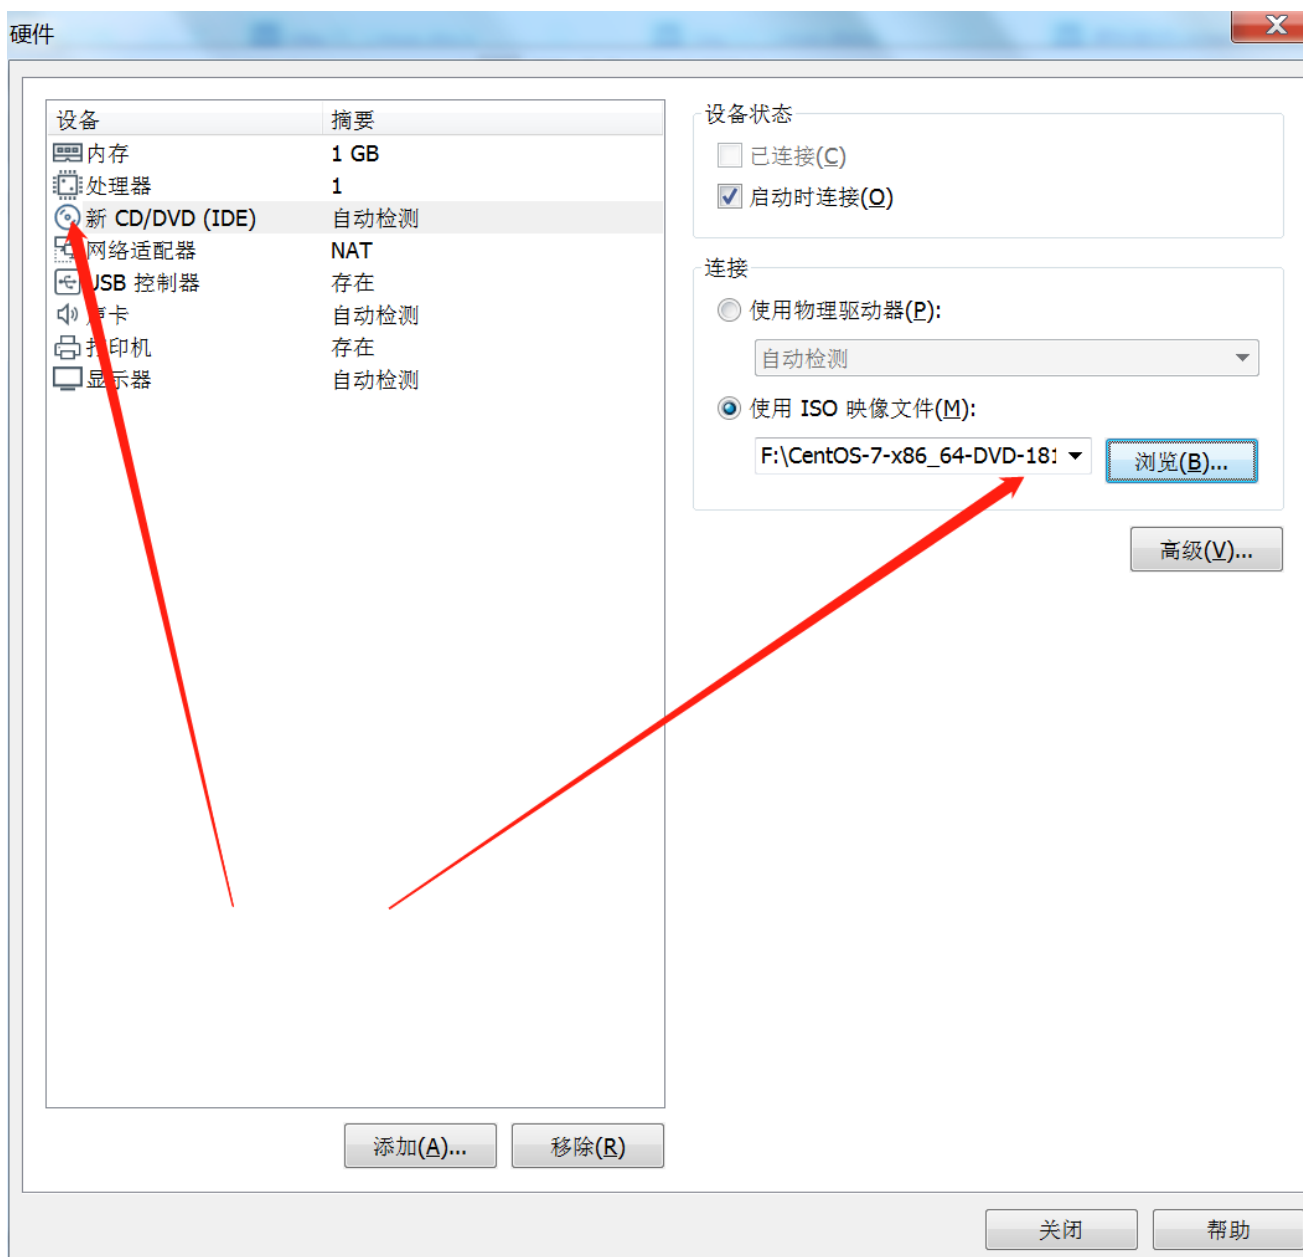 硬件
设备 摘要
内存 1 GB
处理器 1
新 CD/DVD (IDE) 自动检测
网络适配器 NAT
USB 控制器 存在
声卡 自动检测
打印机 存在
显示器 自动检测
添加(A)... 移除(R)
设备状态
已连接(C)
启动时连接(O)
连接
使用物理驱动器(P):
自动检测
使用 ISO 映像文件(M):
F:\CentOS-7-x86_64-DVD-181 浏览(B)...
高级(V)...
关闭 帮助